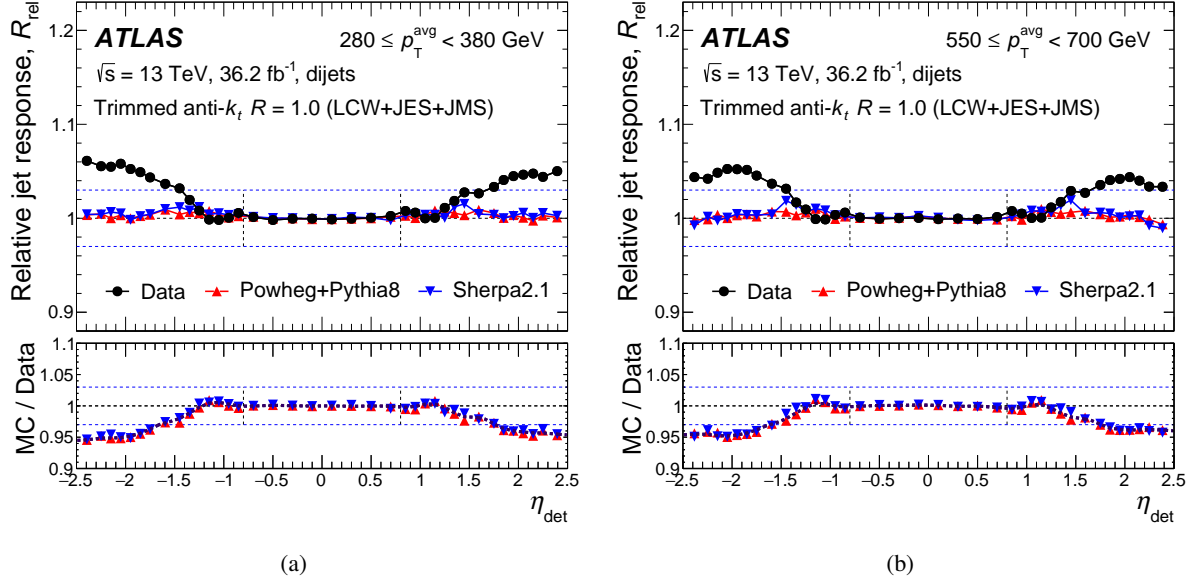 Relative jet response, R_rel
1.2
1.1
1
0.9
ATLAS 280 ≤ p_T^avg < 380 GeV
√s = 13 TeV, 36.2 fb⁻¹, dijets
Trimmed anti-k_t R = 1.0 (LCW+JES+JMS)
Data Powheg+Pythia8 Sherpa2.1
MC / Data
1.1
1.05
1
0.95
0.9
−2.5 −2 −1.5 −1 −0.5 0 0.5 1 1.5 2 2.5
η_det
(a)
Relative jet response, R_rel
1.2
1.1
1
0.9
ATLAS 550 ≤ p_T^avg < 700 GeV
√s = 13 TeV, 36.2 fb⁻¹, dijets
Trimmed anti-k_t R = 1.0 (LCW+JES+JMS)
Data Powheg+Pythia8 Sherpa2.1
MC / Data
1.1
1.05
1
0.95
0.9
−2.5 −2 −1.5 −1 −0.5 0 0.5 1 1.5 2 2.5
η_det
(b)